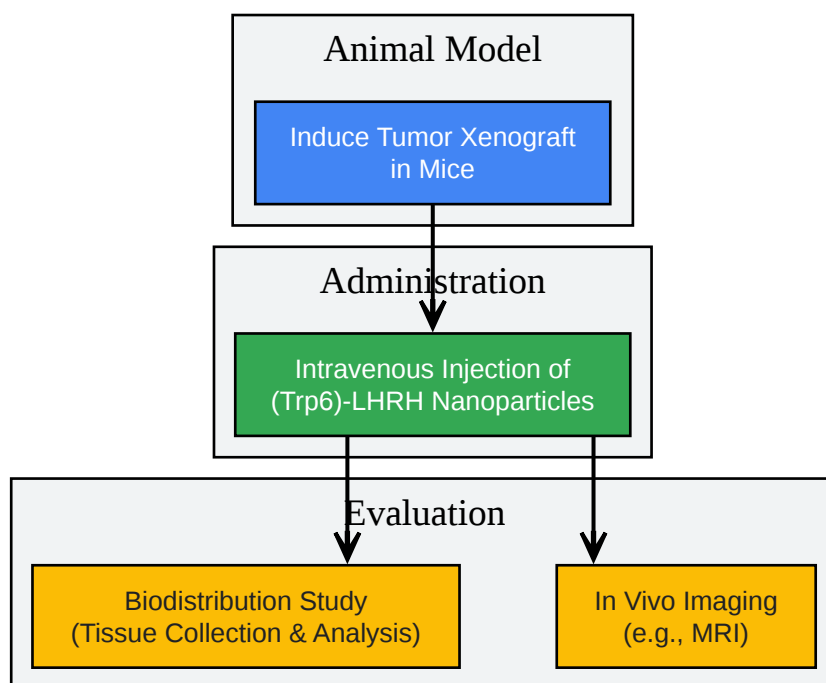 Animal Model
Induce Tumor Xenograft
in Mice
Administration
Intravenous Injection of
(Trp6)-LHRH Nanoparticles
Evaluation
Biodistribution Study
(Tissue Collection & Analysis)
In Vivo Imaging
(e.g., MRI)